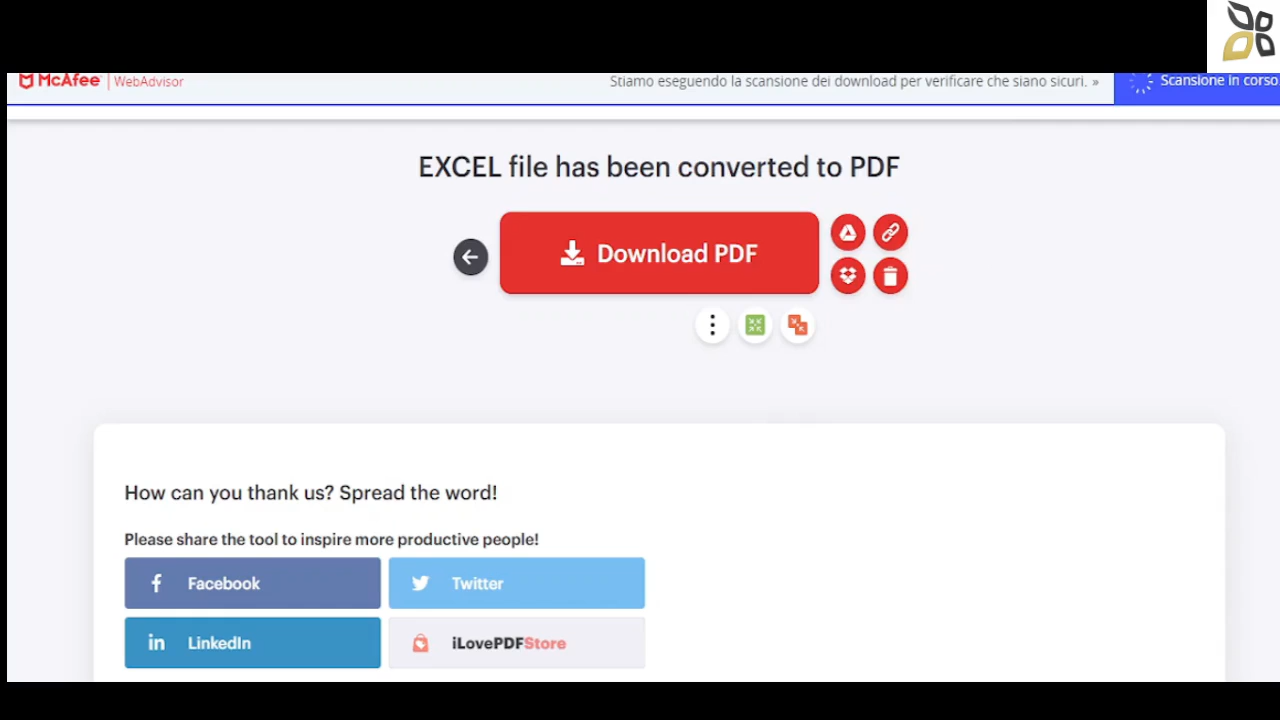 McAfee | WebAdvisor
Stiamo eseguendo la scansione dei download per verificare che siano sicuri. »
Scansione in corso
EXCEL file has been converted to PDF
Download PDF
How can you thank us? Spread the word!
Please share the tool to inspire more productive people!
Facebook
Twitter
LinkedIn
iLovePDFStore